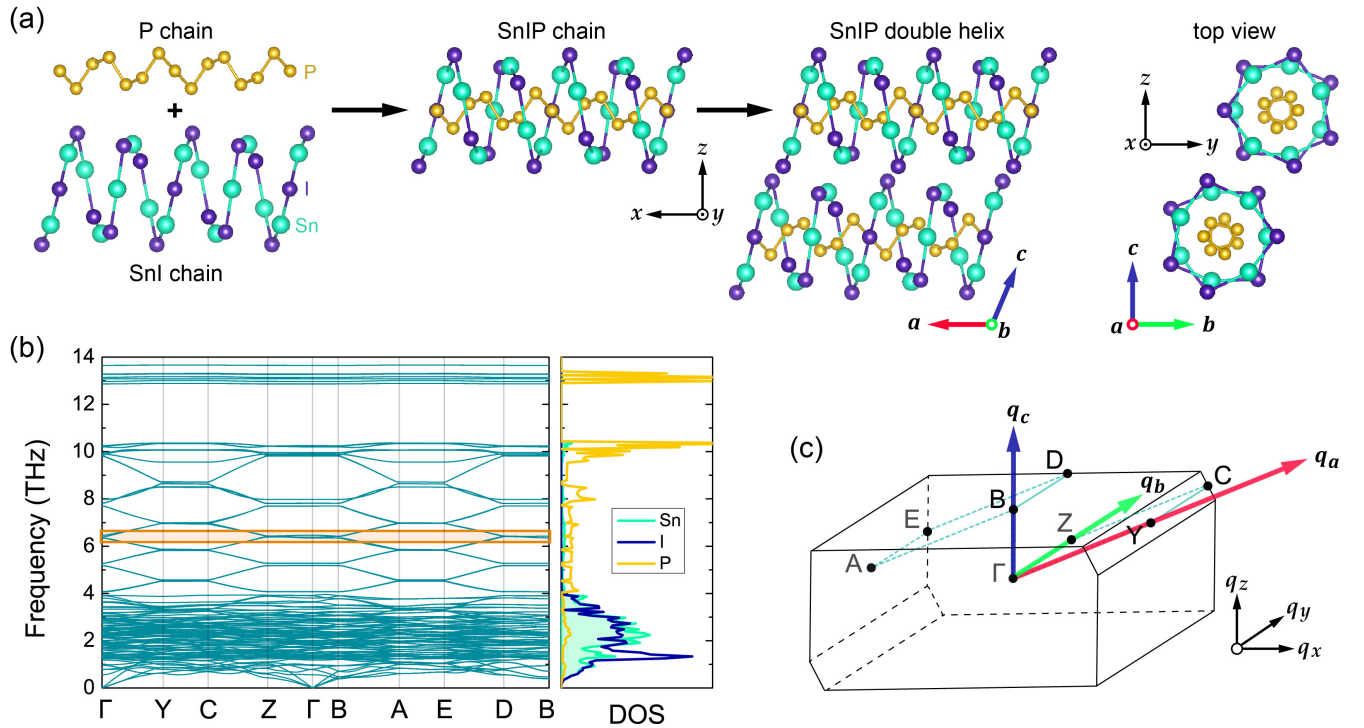 (a)
P chain
SnIP chain
SnIP double helix
top view
P
+
I
Sn
SnI chain
z
x
y
z
x
y
c
a
b
c
a
b
(b)
14
12
10
8
6
4
2
0
Frequency (THz)
Γ Y C Z Γ B A E D B
Sn
I
P
DOS
(c)
q_c
q_a
q_b
D
C
B
E
Z
Y
A
Γ
q_z
q_y
q_x